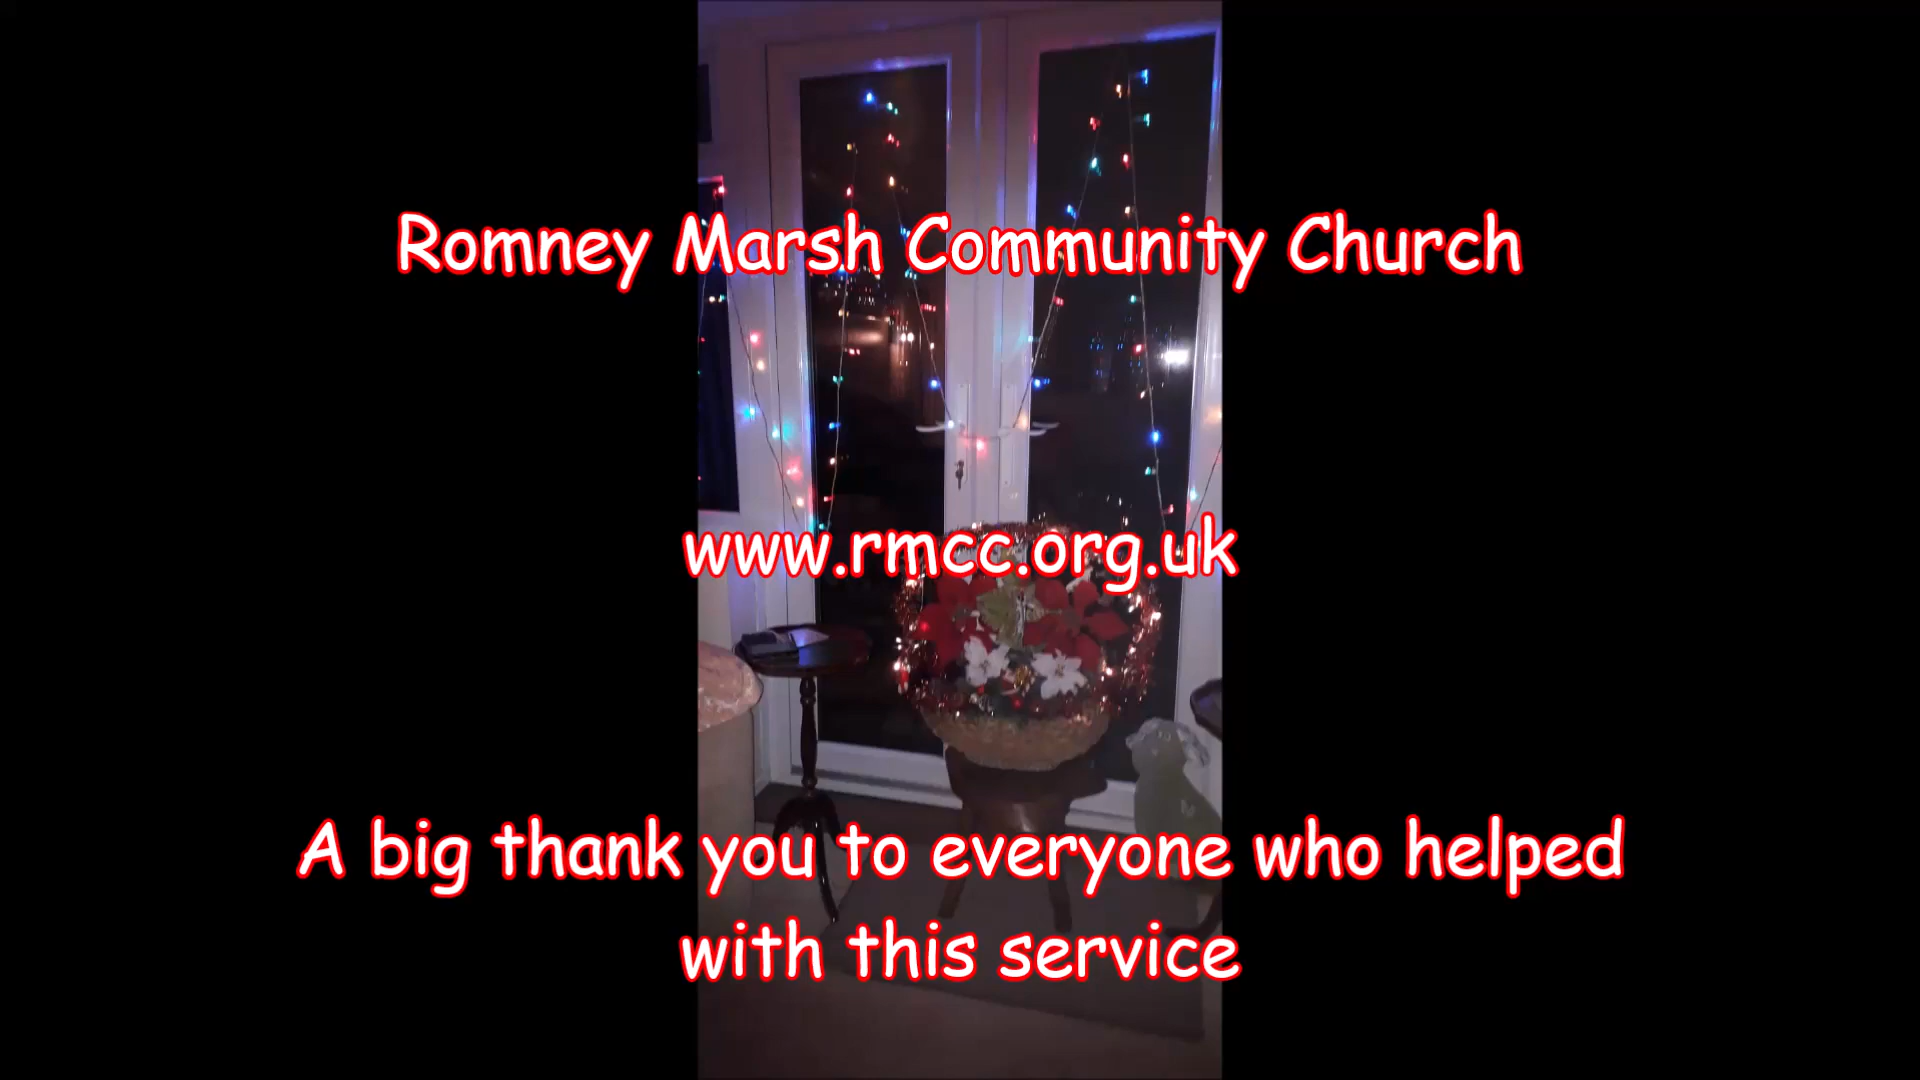 Romney Marsh Community Church
www.rmcc.org.uk
A big thank you to everyone who helped
with this service